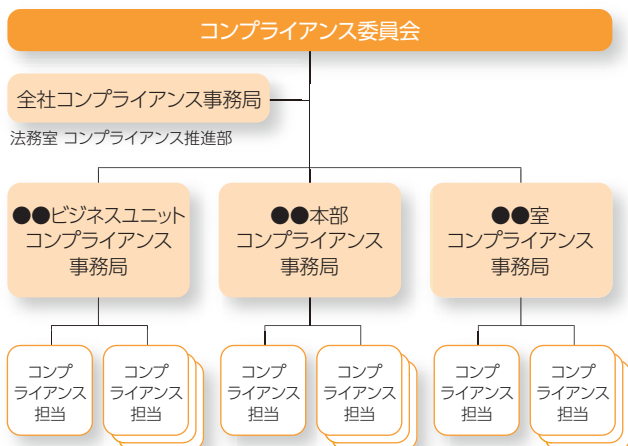 コンプライアンス委員会
全社コンプライアンス事務局
法務室 コンプライアンス推進部
●●ビジネスユニット
コンプライアンス
事務局
●●本部
コンプライアンス
事務局
●●室
コンプライアンス
事務局
コンプ
ライアンス
担当
コンプ
ライアンス
担当
コンプ
ライアンス
担当
コンプ
ライアンス
担当
コンプ
ライアンス
担当
コンプ
ライアンス
担当